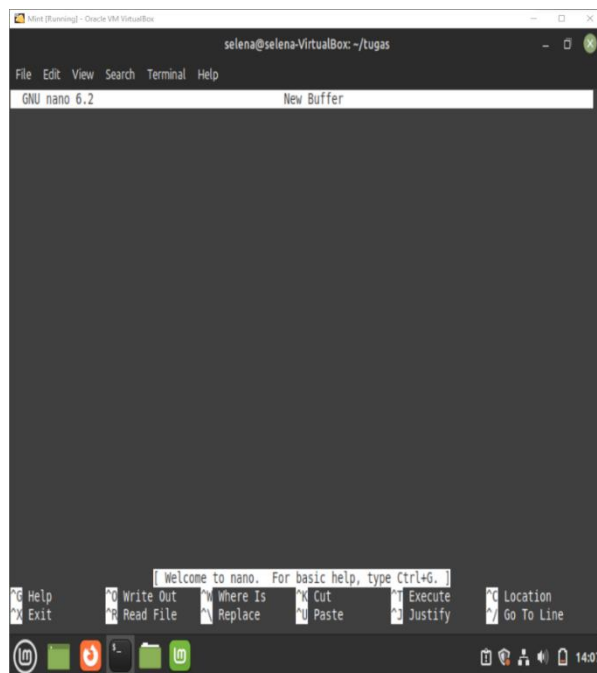 Mint [Running] - Oracle VM VirtualBox
selena@selena-VirtualBox: ~/tugas
File Edit View Search Terminal Help
GNU nano 6.2 New Buffer
[ Welcome to nano. For basic help, type Ctrl+G. ]
^G Help ^O Write Out ^W Where Is ^K Cut ^T Execute ^C Location
^X Exit ^R Read File ^\ Replace ^U Paste ^J Justify ^/ Go To Line
$_
lm
14:07